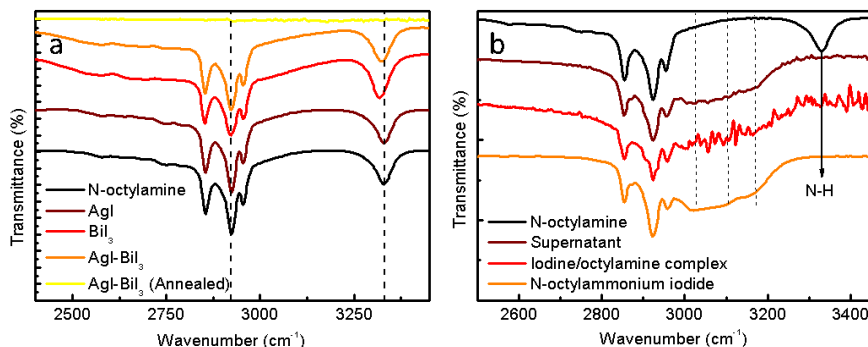 a
Transmittance (%)
N-octylamine
AgI
BiI₃
AgI-BiI₃
AgI-BiI₃ (Annealed)
2500 2750 3000 3250
Wavenumber (cm⁻¹)
b
Transmittance (%)
N-H
N-octylamine
Supernatant
Iodine/octylamine complex
N-octylammonium iodide
2600 2800 3000 3200 3400
Wavenumber (cm⁻¹)